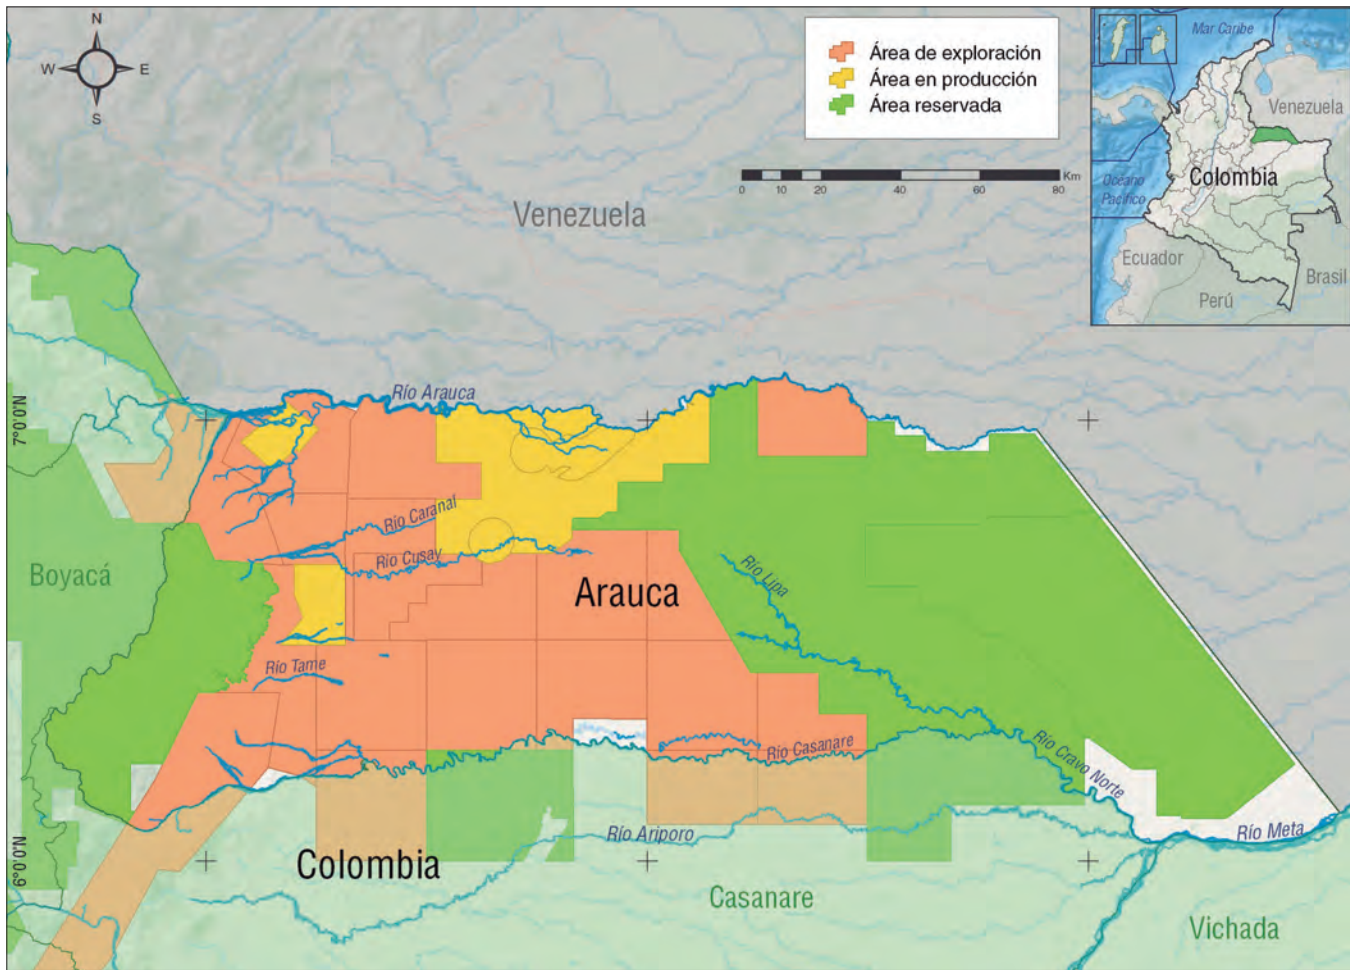 N
W
E
S
Área de exploración
Área en producción
Área reservada
0
10
20
40
60
80
Km
Mar Caribe
Venezuela
Océano
Pacífico
Colombia
Ecuador
Perú
Brasil
Venezuela
Río Arauca
7°0.0'N
Río Caranal
Río Cusay
Boyacá
Arauca
Río Lipa
Río Tame
Río Casanare
Río Cravo Norte
Río Ariporo
Río Meta
6°0.0'N
Colombia
Casanare
Vichada